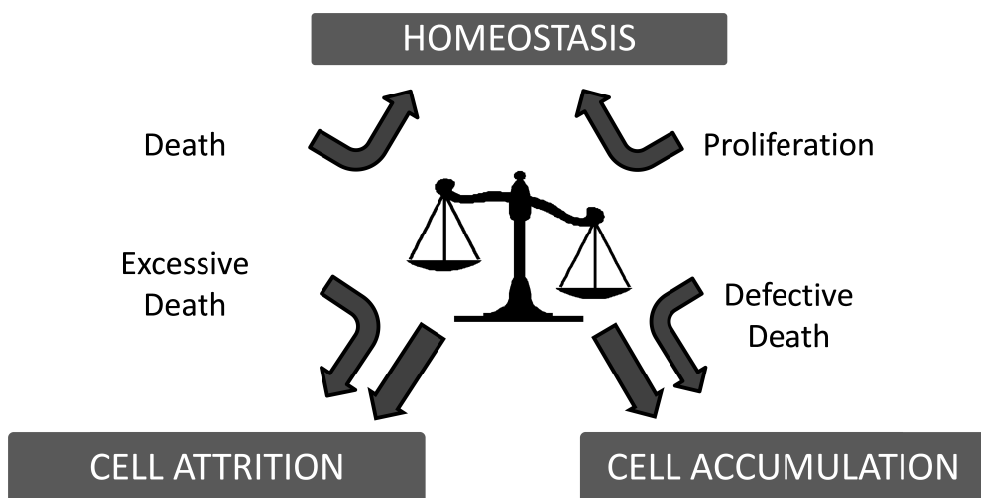 HOMEOSTASIS
Death
Proliferation
Excessive
Death
Defective
Death
CELL ATTRITION
CELL ACCUMULATION